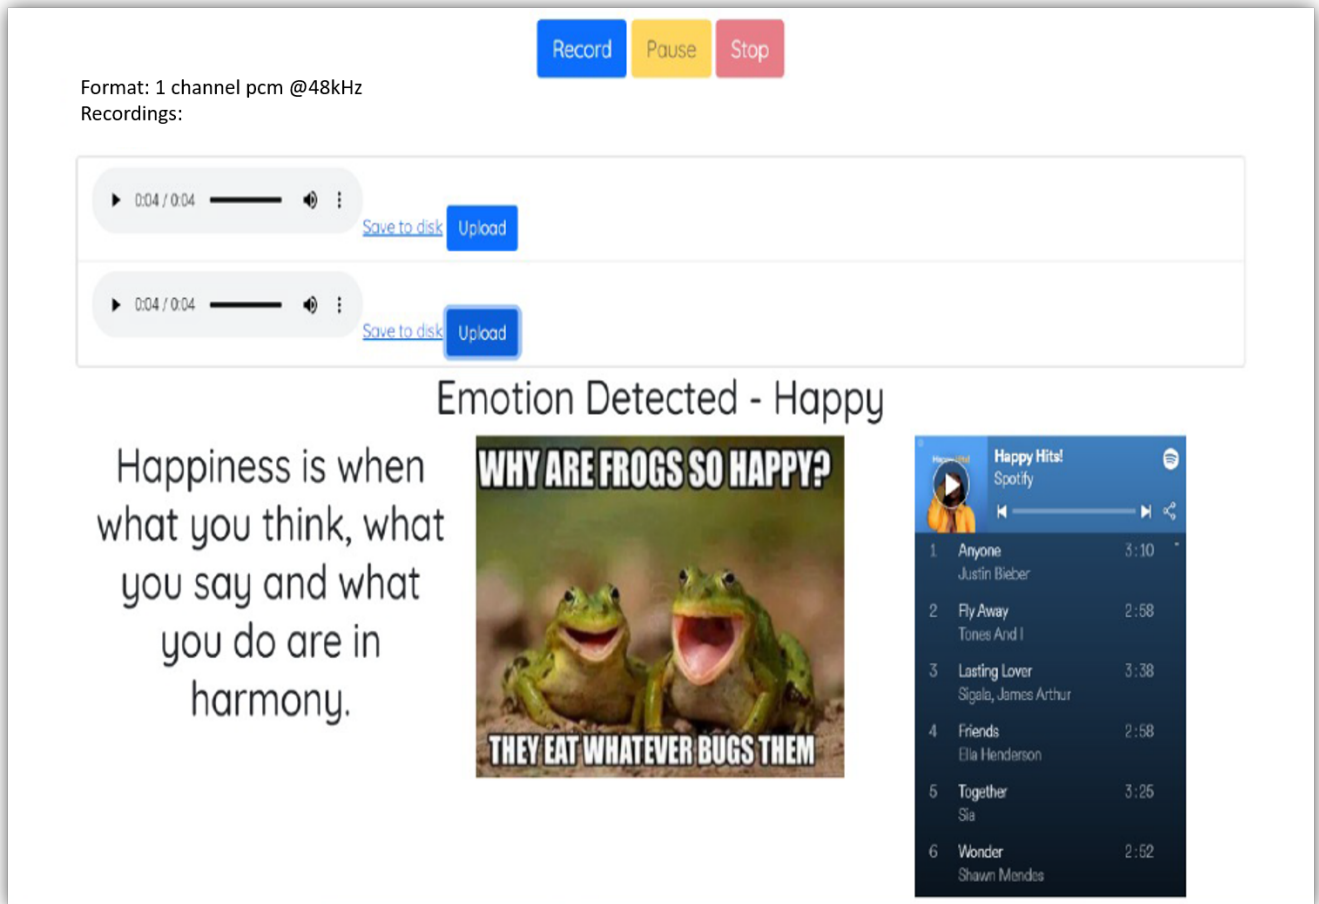 Record Pause Stop
Format: 1 channel pcm @48kHz
Recordings:
0:04 / 0:04
Save to disk Upload
0:04 / 0:04
Save to disk Upload
Emotion Detected - Happy
Happiness is when
what you think, what
you say and what
you do are in
harmony.
WHY ARE FROGS SO HAPPY?
THEY EAT WHATEVER BUGS THEM
Happy Hits!
Spotify
1 Anyone 3:10
Justin Bieber
2 Fly Away 2:58
Tones And I
3 Lasting Lover 3:38
Sigala, James Arthur
4 Friends 2:58
Ella Henderson
5 Together 3:25
Sia
6 Wonder 2:52
Shawn Mendes